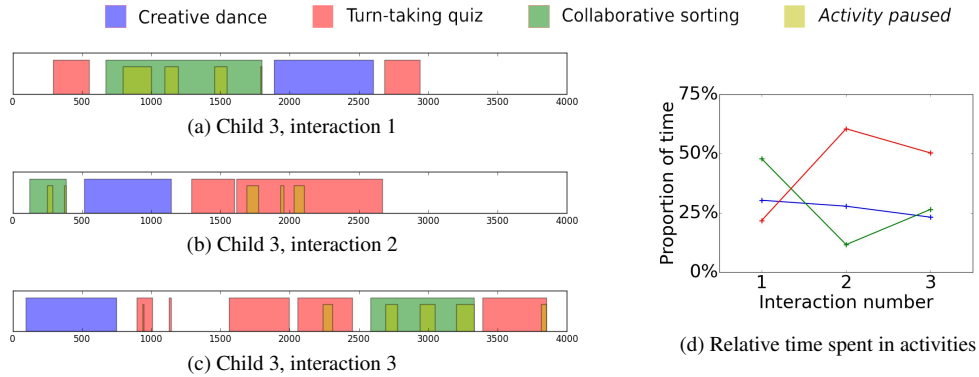 Creative dance Turn-taking quiz Collaborative sorting Activity paused
0 500 1000 1500 2000 2500 3000 3500 4000
(a) Child 3, interaction 1
0 500 1000 1500 2000 2500 3000 3500 4000
(b) Child 3, interaction 2
0 500 1000 1500 2000 2500 3000 3500 4000
(c) Child 3, interaction 3
Proportion of time
75%
50%
25%
0%
1 2 3
Interaction number
(d) Relative time spent in activities